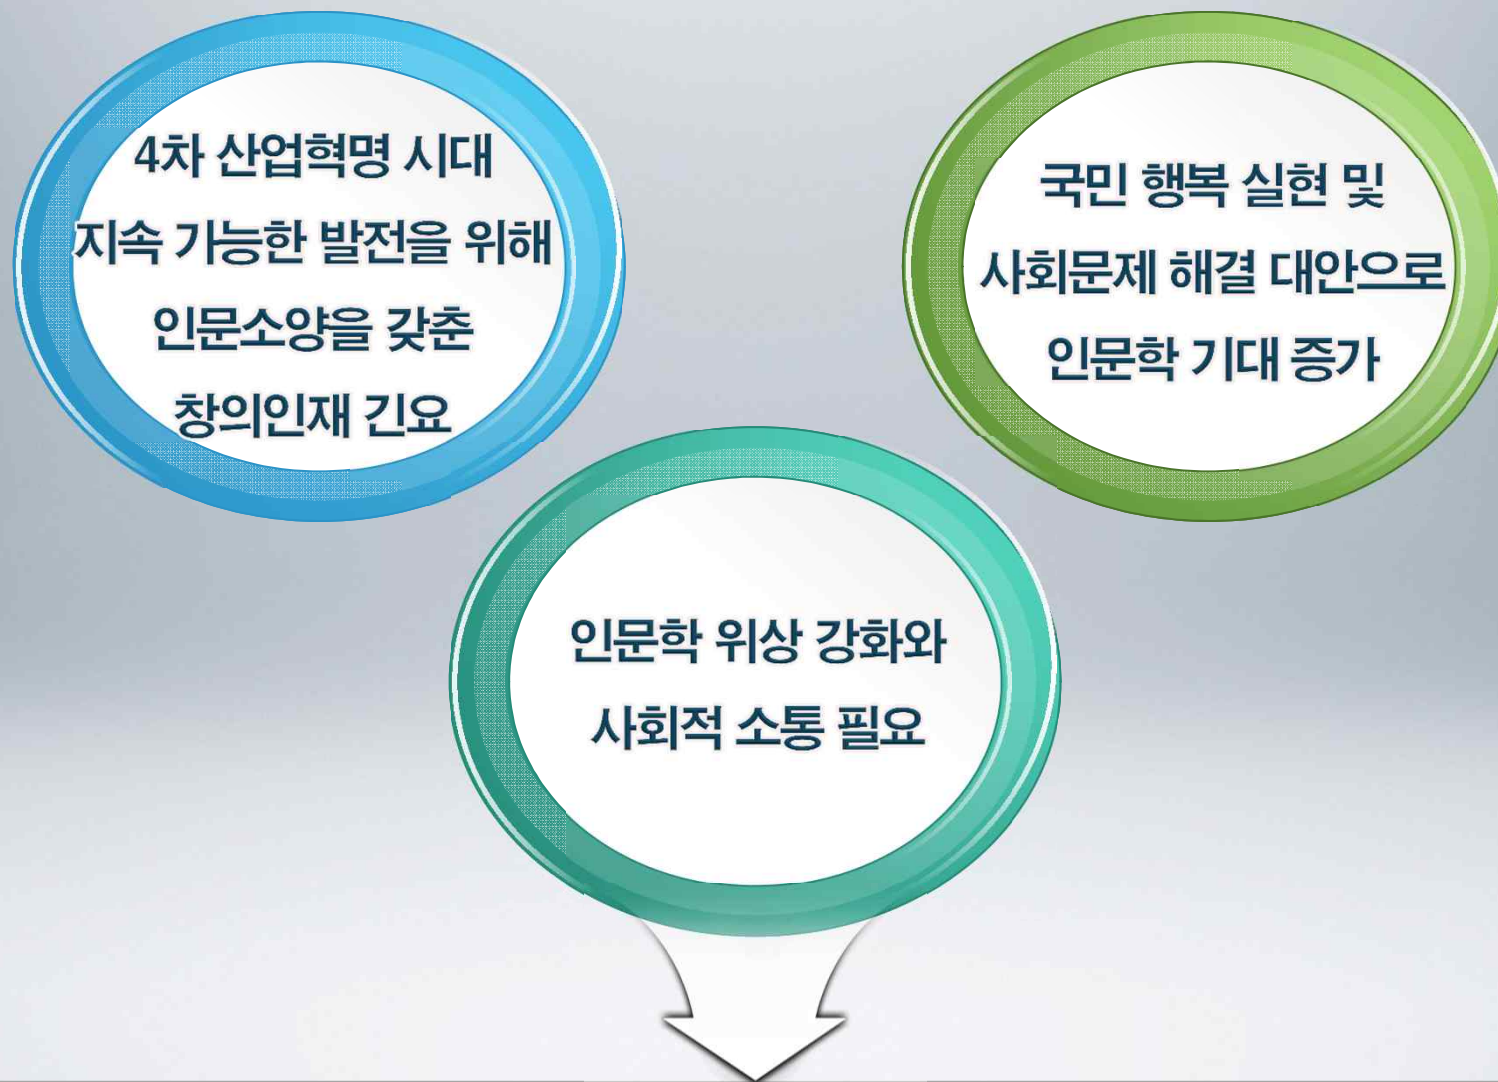 4차 산업혁명 시대
지속 가능한 발전을 위해
인문소양을 갖춘
창의인재 긴요
국민 행복 실현 및
사회문제 해결 대안으로
인문학 기대 증가
인문학 위상 강화와
사회적 소통 필요